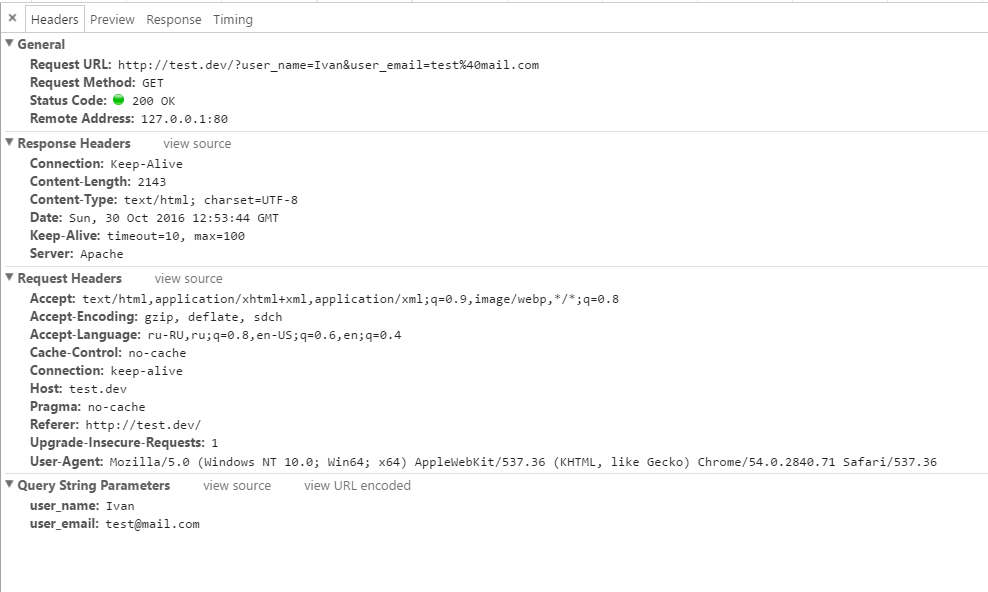 × Headers Preview Response Timing
▼ General
Request URL: http://test.dev/?user_name=Ivan&user_email=test%40mail.com
Request Method: GET
Status Code: 200 OK
Remote Address: 127.0.0.1:80
▼ Response Headers view source
Connection: Keep-Alive
Content-Length: 2143
Content-Type: text/html; charset=UTF-8
Date: Sun, 30 Oct 2016 12:53:44 GMT
Keep-Alive: timeout=10, max=100
Server: Apache
▼ Request Headers view source
Accept: text/html,application/xhtml+xml,application/xml;q=0.9,image/webp,*/*;q=0.8
Accept-Encoding: gzip, deflate, sdch
Accept-Language: ru-RU,ru;q=0.8,en-US;q=0.6,en;q=0.4
Cache-Control: no-cache
Connection: keep-alive
Host: test.dev
Pragma: no-cache
Referer: http://test.dev/
Upgrade-Insecure-Requests: 1
User-Agent: Mozilla/5.0 (Windows NT 10.0; Win64; x64) AppleWebKit/537.36 (KHTML, like Gecko) Chrome/54.0.2840.71 Safari/537.36
▼ Query String Parameters view source view URL encoded
user_name: Ivan
user_email: test@mail.com